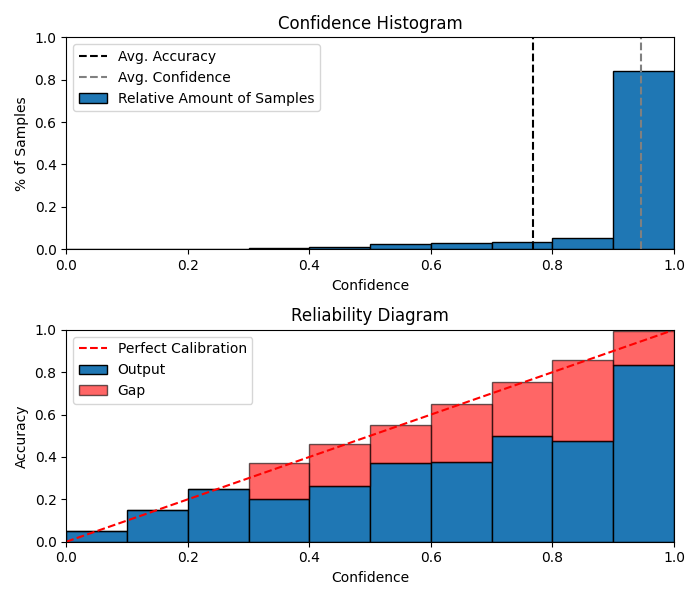 Confidence Histogram
1.0
0.8
0.6
0.4
0.2
0.0
% of Samples
Avg. Accuracy
Avg. Confidence
Relative Amount of Samples
0.0 0.2 0.4 0.6 0.8 1.0
Confidence
Reliability Diagram
1.0
0.8
0.6
0.4
0.2
0.0
Accuracy
Perfect Calibration
Output
Gap
0.0 0.2 0.4 0.6 0.8 1.0
Confidence